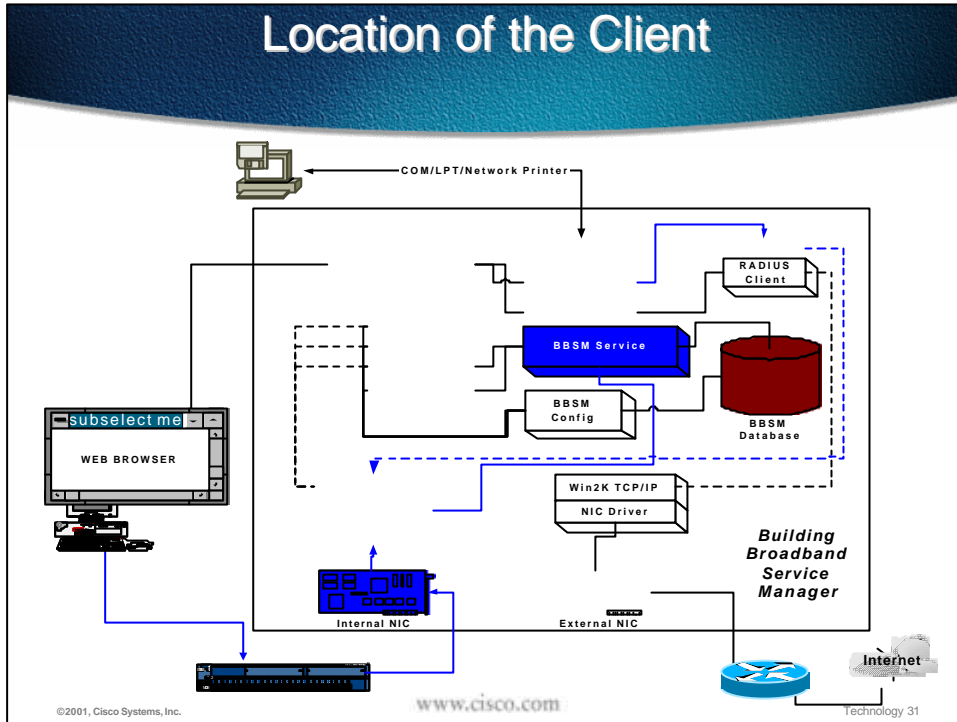 Location of the Client
COM/LPT/Network Printer
RADIUS
Client
BBSM Service
subselect me
WEB BROWSER
BBSM
Config
BBSM
Database
Win2K TCP/IP
NIC Driver
Building
Broadband
Service
Manager
Internal NIC
External NIC
Internet
©2001, Cisco Systems, Inc.
www.cisco.com
Technology 31